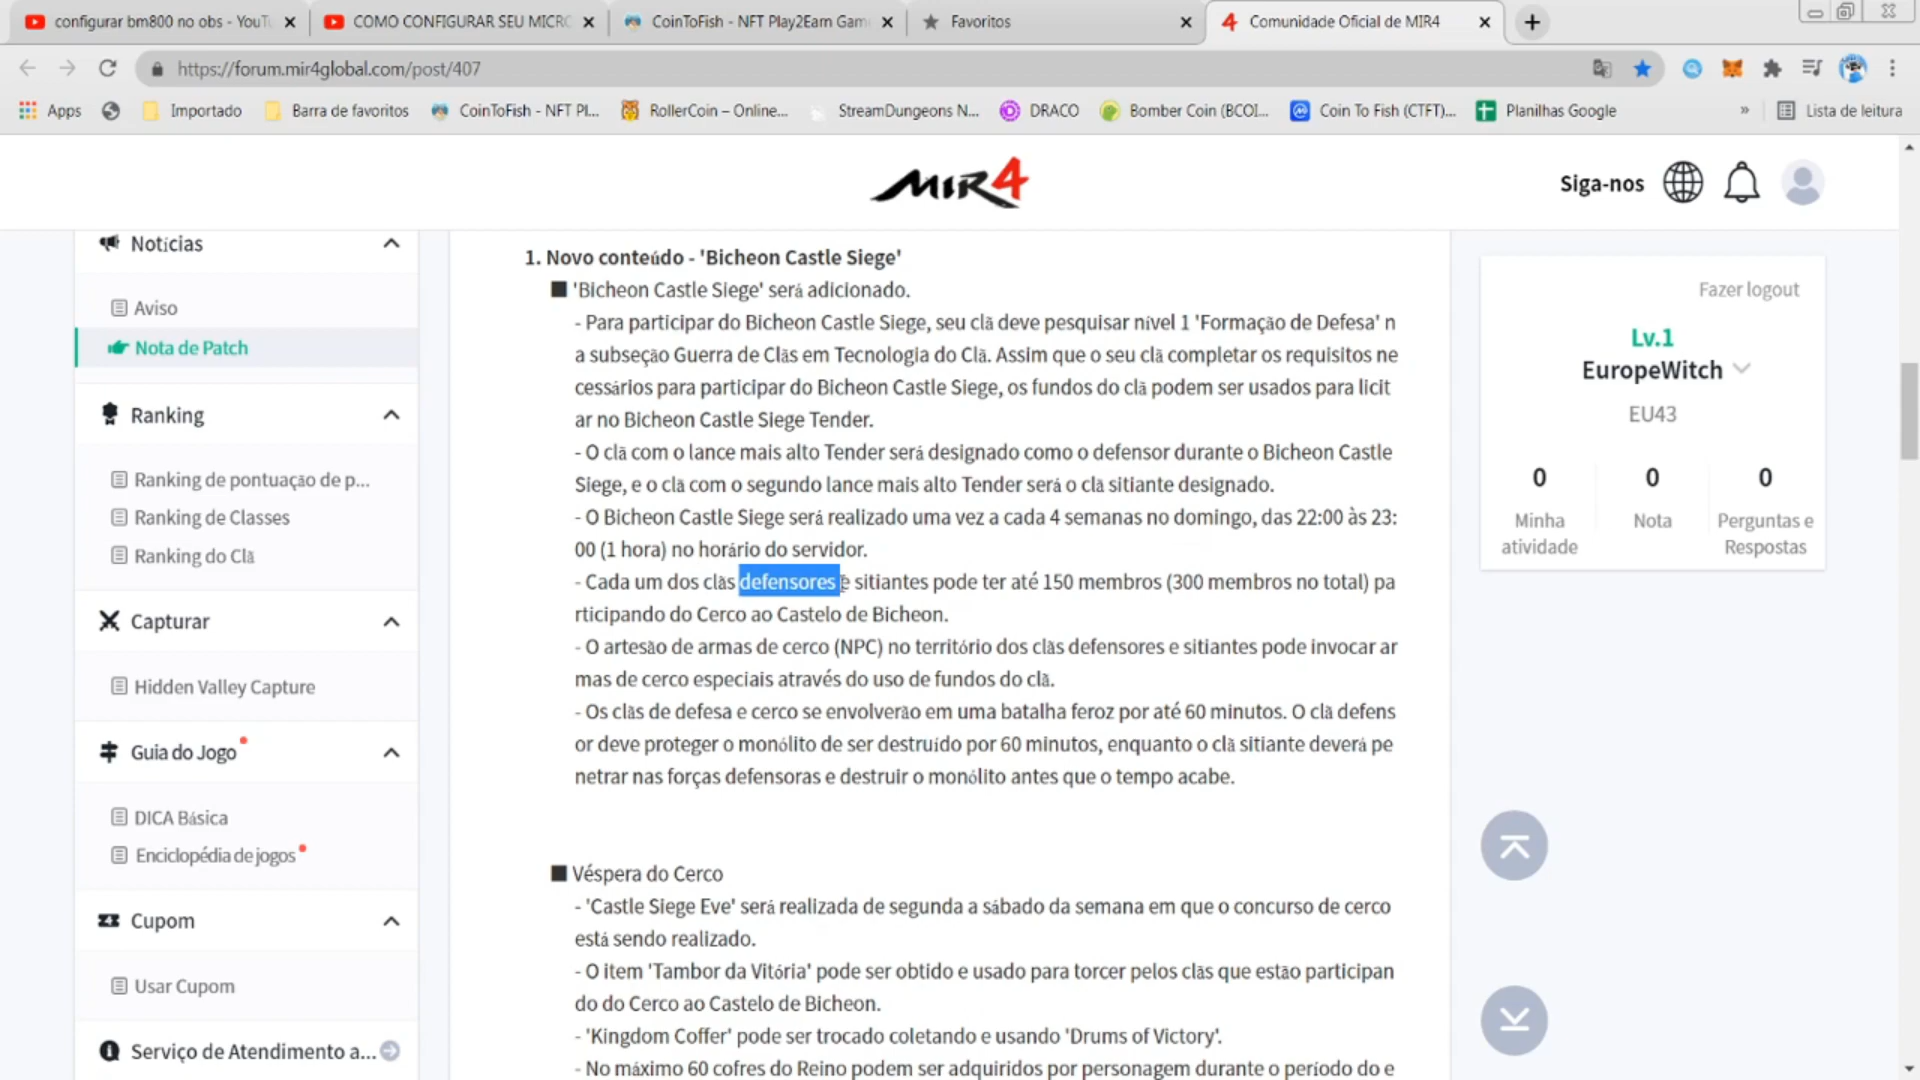 configurar bm800 no obs - YouTu
COMO CONFIGURAR SEU MICRO
CoinToFish - NFT Play2Earn Game
Favoritos
Comunidade Oficial de MIR4
https://forum.mir4global.com/post/407
Apps
Importado
Barra de favoritos
CoinToFish - NFT Pl...
RollerCoin – Online...
StreamDungeons N...
DRACO
Bomber Coin (BCOI...
Coin To Fish (CTFT)...
Planilhas Google
»
Lista de leitura
MIR4
Siga-nos
Notícias
Aviso
Nota de Patch
Ranking
Ranking de pontuação de p...
Ranking de Classes
Ranking do Clã
Capturar
Hidden Valley Capture
Guia do Jogo
DICA Básica
Enciclopédia de jogos
Cupom
Usar Cupom
Serviço de Atendimento a...
1. Novo conteúdo - 'Bicheon Castle Siege'
■ 'Bicheon Castle Siege' será adicionado.
- Para participar do Bicheon Castle Siege, seu clã deve pesquisar nível 1 'Formação de Defesa' n
a subseção Guerra de Clãs em Tecnologia do Clã. Assim que o seu clã completar os requisitos ne
cessários para participar do Bicheon Castle Siege, os fundos do clã podem ser usados para licit
ar no Bicheon Castle Siege Tender.
- O clã com o lance mais alto Tender será designado como o defensor durante o Bicheon Castle
Siege, e o clã com o segundo lance mais alto Tender será o clã sitiante designado.
- O Bicheon Castle Siege será realizado uma vez a cada 4 semanas no domingo, das 22:00 às 23:
00 (1 hora) no horário do servidor.
- Cada um dos clãs defensores e sitiantes pode ter até 150 membros (300 membros no total) pa
rticipando do Cerco ao Castelo de Bicheon.
- O artesão de armas de cerco (NPC) no território dos clãs defensores e sitiantes pode invocar ar
mas de cerco especiais através do uso de fundos do clã.
- Os clãs de defesa e cerco se envolverão em uma batalha feroz por até 60 minutos. O clã defens
or deve proteger o monólito de ser destruído por 60 minutos, enquanto o clã sitiante deverá pe
netrar nas forças defensoras e destruir o monólito antes que o tempo acabe.
■ Véspera do Cerco
- 'Castle Siege Eve' será realizada de segunda a sábado da semana em que o concurso de cerco
está sendo realizado.
- O item 'Tambor da Vitória' pode ser obtido e usado para torcer pelos clãs que estão participan
do do Cerco ao Castelo de Bicheon.
- 'Kingdom Coffer' pode ser trocado coletando e usando 'Drums of Victory'.
- No máximo 60 cofres do Reino podem ser adquiridos por personagem durante o período do e
Fazer logout
Lv.1
EuropeWitch
EU43
0 0 0
Minha atividade
Nota
Perguntas e Respostas